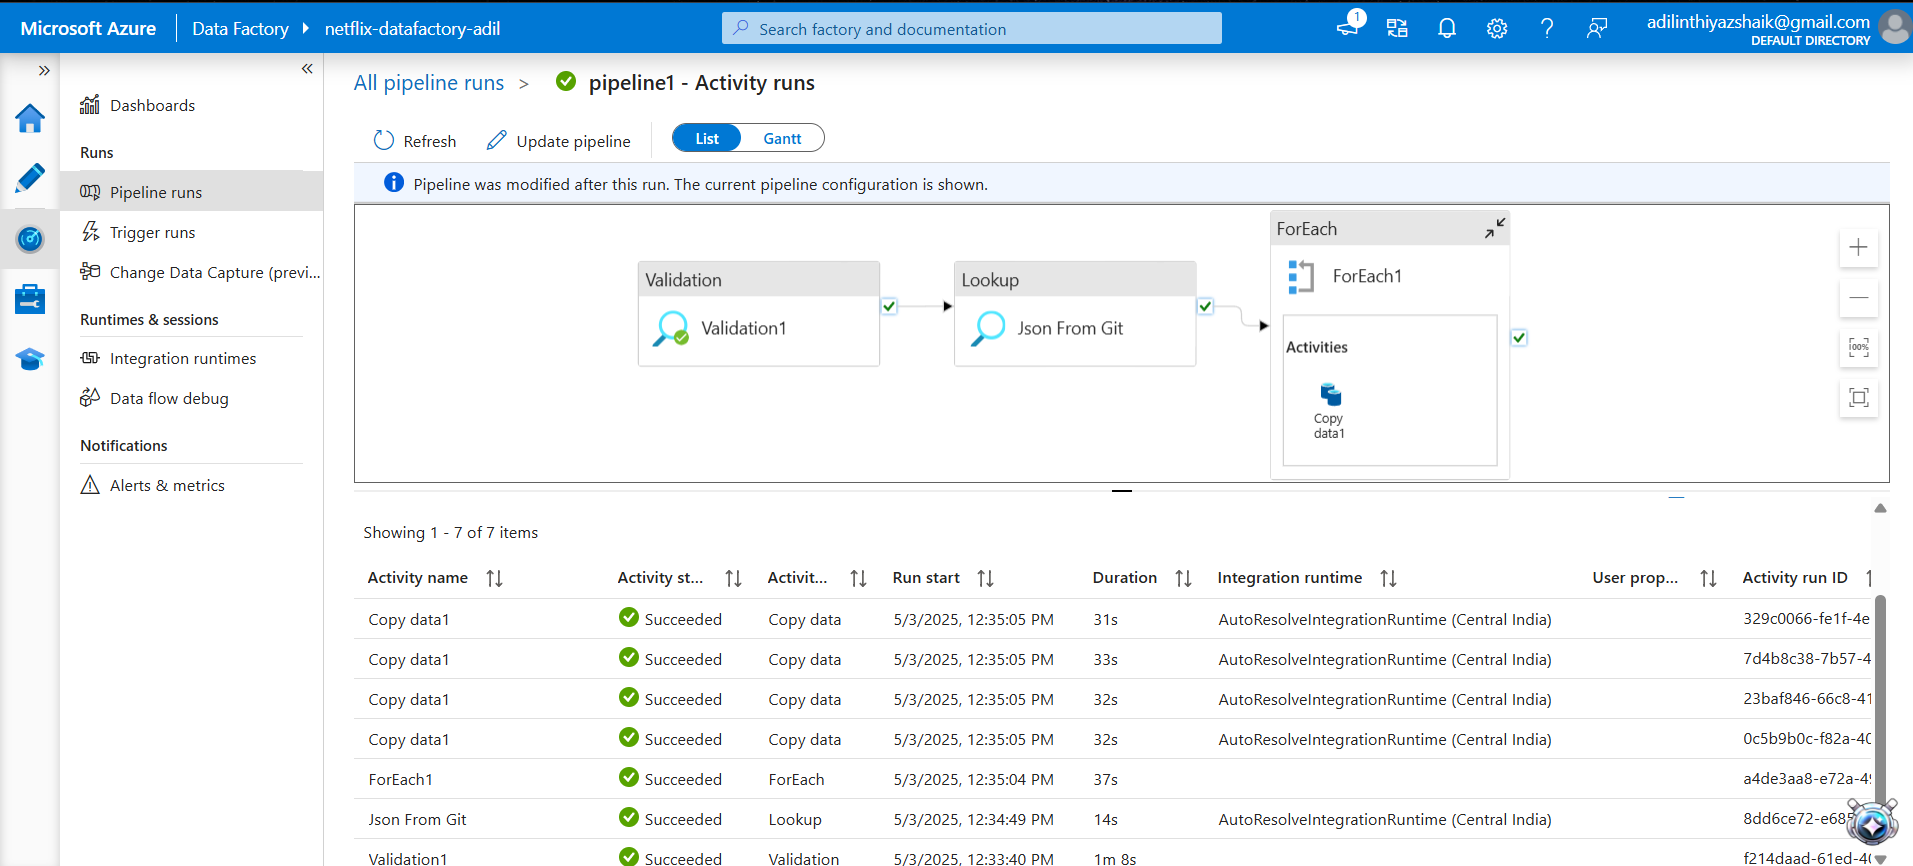 Microsoft Azure
Data Factory
netflix-datafactory-adil
Search factory and documentation
1
adilinthiyazshaik@gmail.com
DEFAULT DIRECTORY
Dashboards
Runs
Pipeline runs
Trigger runs
Change Data Capture (previ...
Runtimes & sessions
Integration runtimes
Data flow debug
Notifications
Alerts & metrics
All pipeline runs > pipeline1 - Activity runs
Refresh Update pipeline List Gantt
Pipeline was modified after this run. The current pipeline configuration is shown.
Validation
Validation1
Lookup
Json From Git
ForEach
ForEach1
Activities
Copy
data1
100%
Showing 1 - 7 of 7 items
Activity name Activity st... Activit... Run start Duration Integration runtime User prop... Activity run ID
Copy data1 Succeeded Copy data 5/3/2025, 12:35:05 PM 31s AutoResolveIntegrationRuntime (Central India) 329c0066-fe1f-4e
Copy data1 Succeeded Copy data 5/3/2025, 12:35:05 PM 33s AutoResolveIntegrationRuntime (Central India) 7d4b8c38-7b57-4
Copy data1 Succeeded Copy data 5/3/2025, 12:35:05 PM 32s AutoResolveIntegrationRuntime (Central India) 23baf846-66c8-41
Copy data1 Succeeded Copy data 5/3/2025, 12:35:05 PM 32s AutoResolveIntegrationRuntime (Central India) 0c5b9b0c-f82a-40
ForEach1 Succeeded ForEach 5/3/2025, 12:35:04 PM 37s a4de3aa8-e72a-49
Json From Git Succeeded Lookup 5/3/2025, 12:34:49 PM 14s AutoResolveIntegrationRuntime (Central India) 8dd6ce72-e685
Validation1 Succeeded Validation 5/3/2025, 12:33:40 PM 1m 8s f214daad-61ed-40